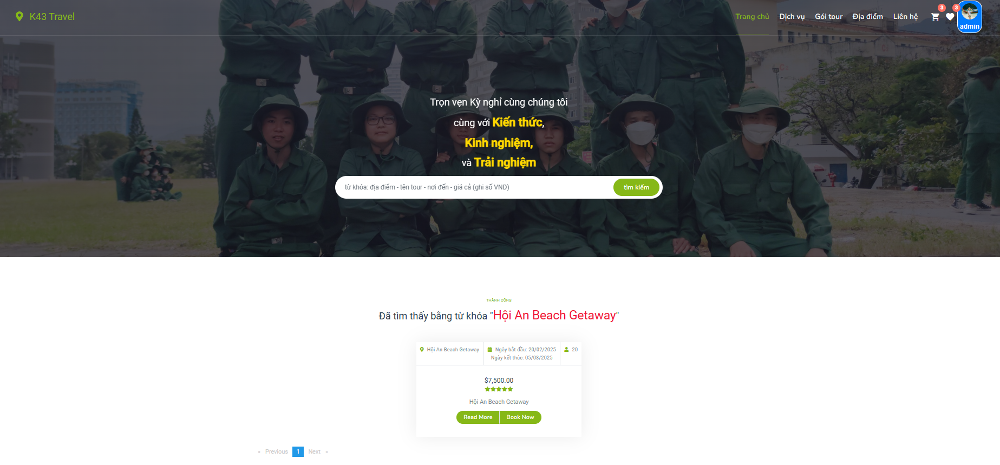 K43 Travel
Trang chủ Dịch vụ Gói tour Địa điểm Liên hệ 3 3 admin
Trọn vẹn Kỳ nghỉ cùng chúng tôi
cùng với Kiến thức,
Kinh nghiệm,
và Trải nghiệm
từ khóa: địa điểm - tên tour - nơi đến - giá cả (ghi số VND) tìm kiếm
THÀNH CÔNG
Đã tìm thấy bằng từ khóa "Hội An Beach Getaway"
Hội An Beach Getaway Ngày bắt đầu: 20/02/2025 20
Ngày kết thúc: 05/03/2025
$7,500.00
Hội An Beach Getaway
Read More Book Now
« Previous 1 Next »